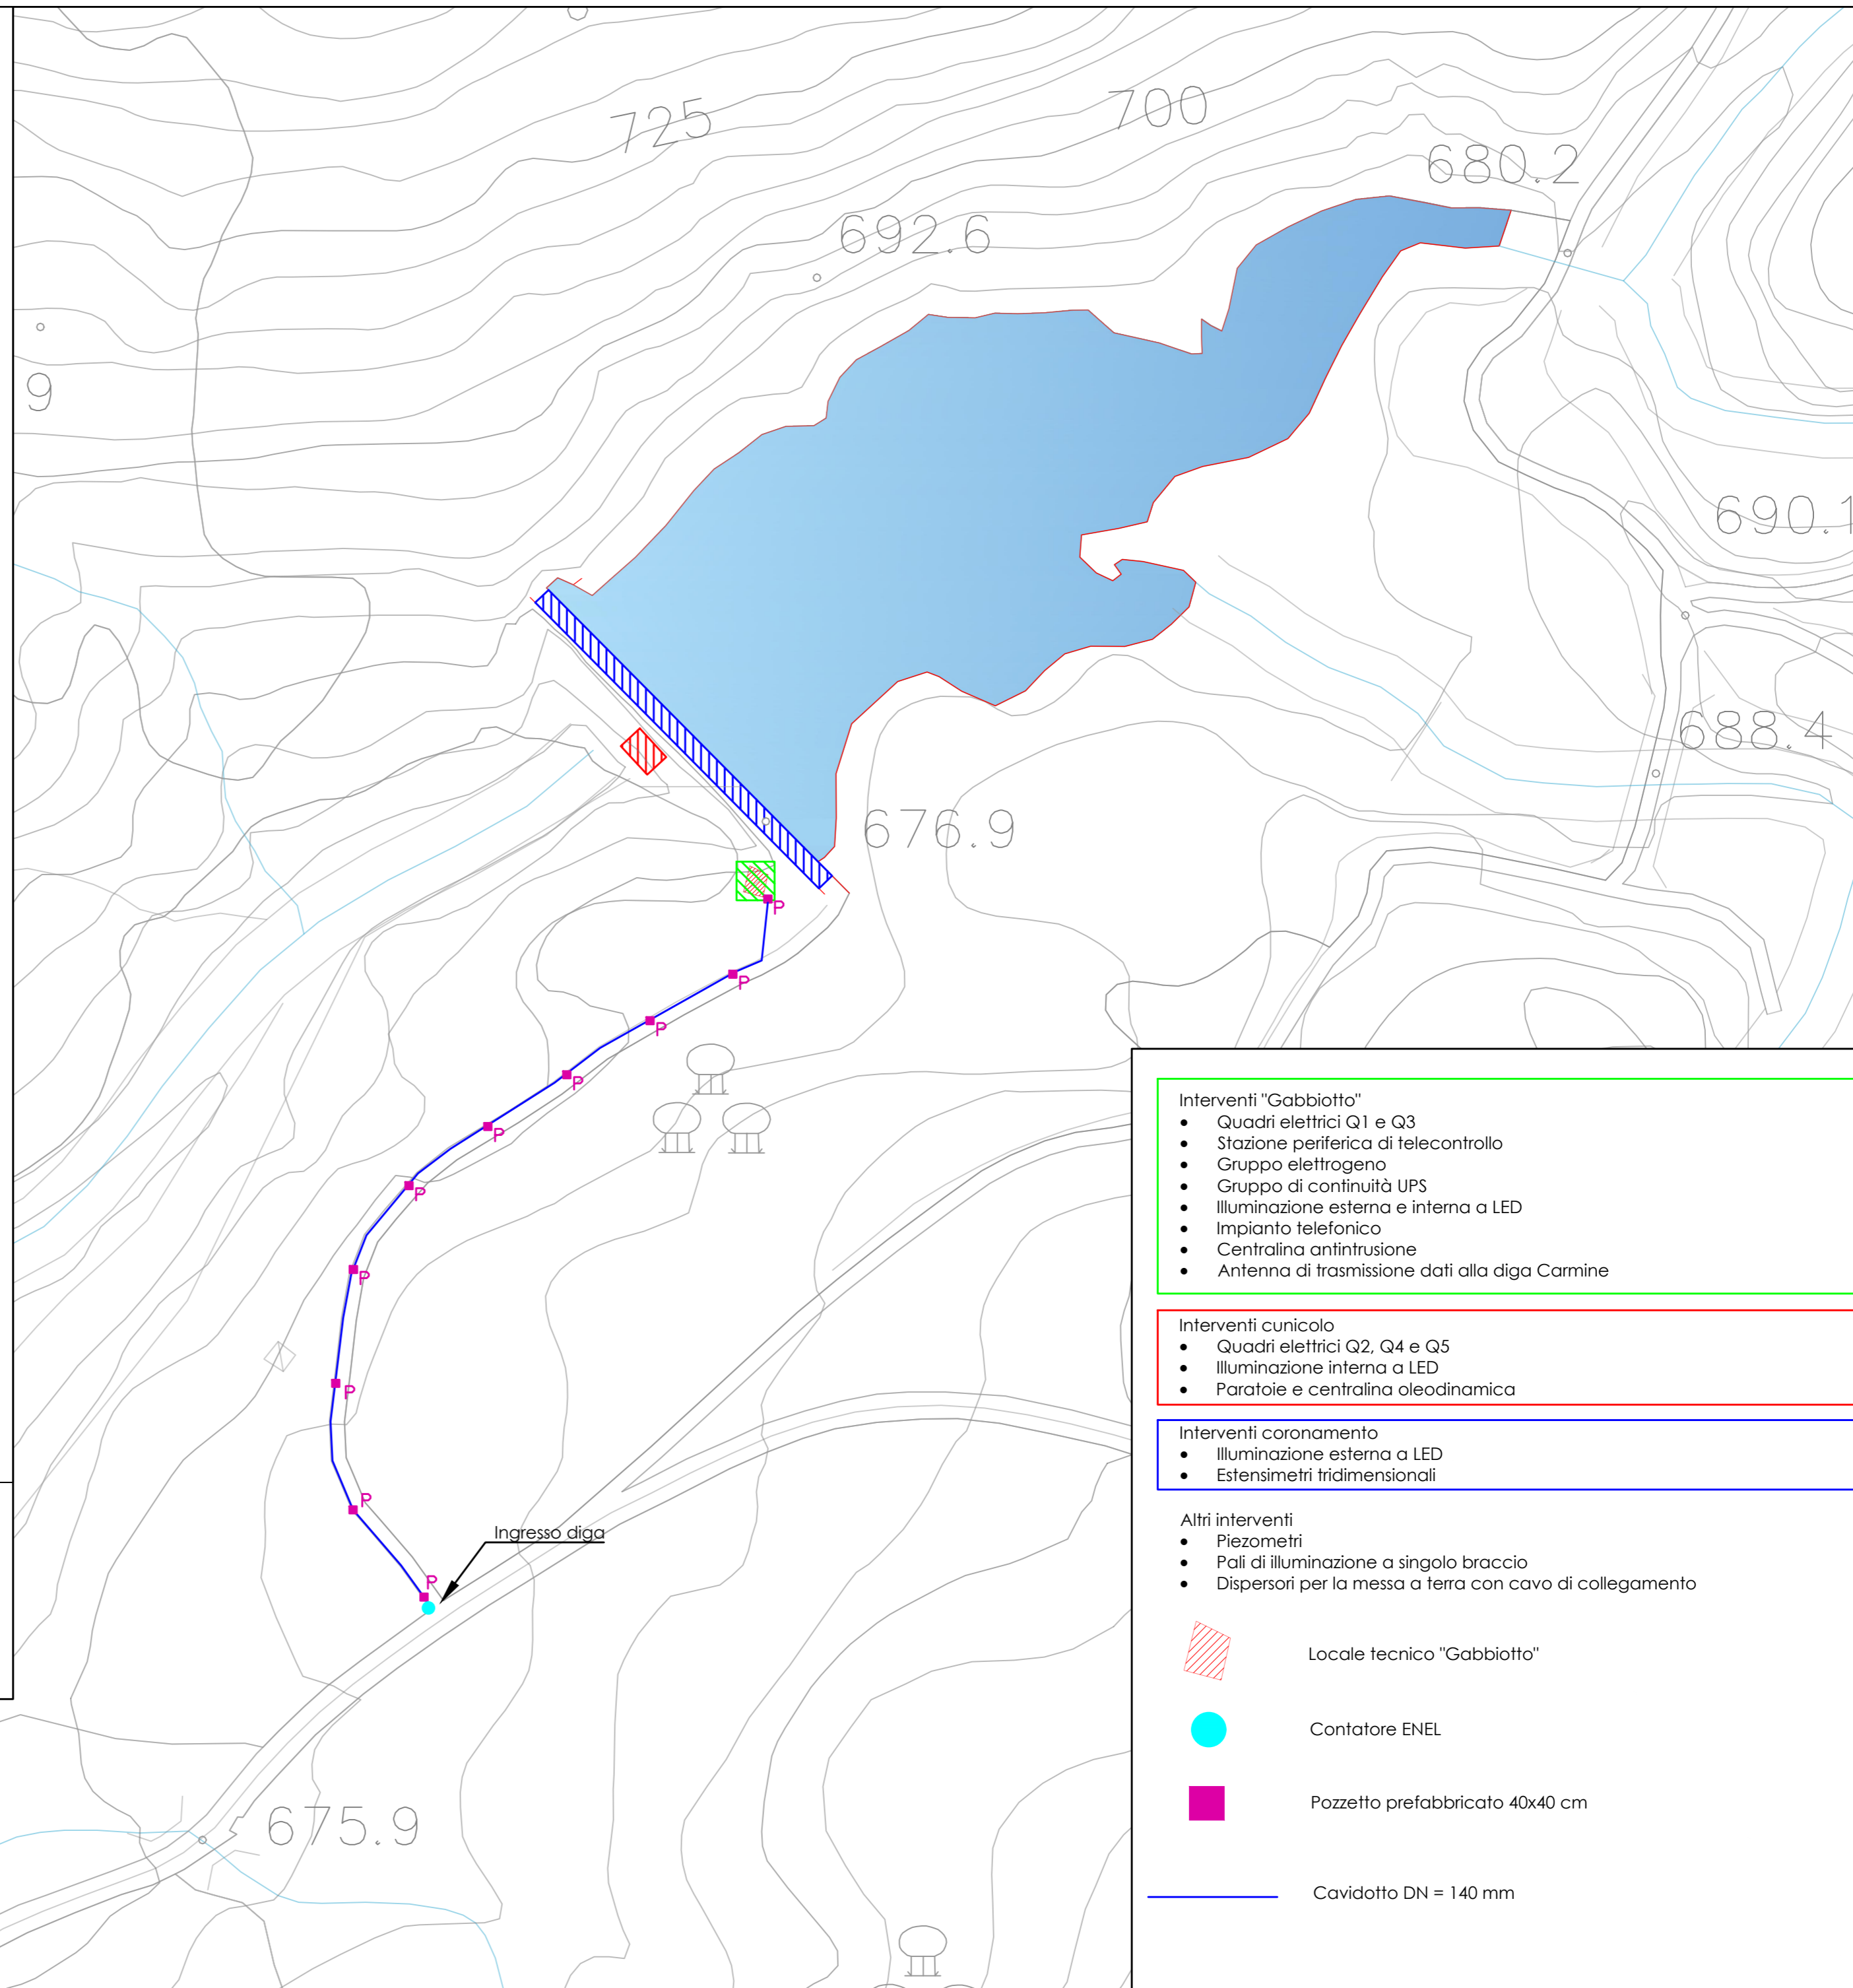 725
700
680.2
692.6
9
690.1
688.4
676.9
P
P
P
P
P
P
P
P
P
P
Ingresso diga
675.9
Interventi "Gabbiotto"
• Quadri elettrici Q1 e Q3
• Stazione periferica di telecontrollo
• Gruppo elettrogeno
• Gruppo di continuità UPS
• Illuminazione esterna e interna a LED
• Impianto telefonico
• Centralina antintrusione
• Antenna di trasmissione dati alla diga Carmine
Interventi cunicolo
• Quadri elettrici Q2, Q4 e Q5
• Illuminazione interna a LED
• Paratoie e centralina oleodinamica
Interventi coronamento
• Illuminazione esterna a LED
• Estensimetri tridimensionali
Altri interventi
• Piezometri
• Pali di illuminazione a singolo braccio
• Dispersori per la messa a terra con cavo di collegamento
Locale tecnico "Gabbiotto"
Contatore ENEL
Pozzetto prefabbricato 40x40 cm
Cavidotto DN = 140 mm